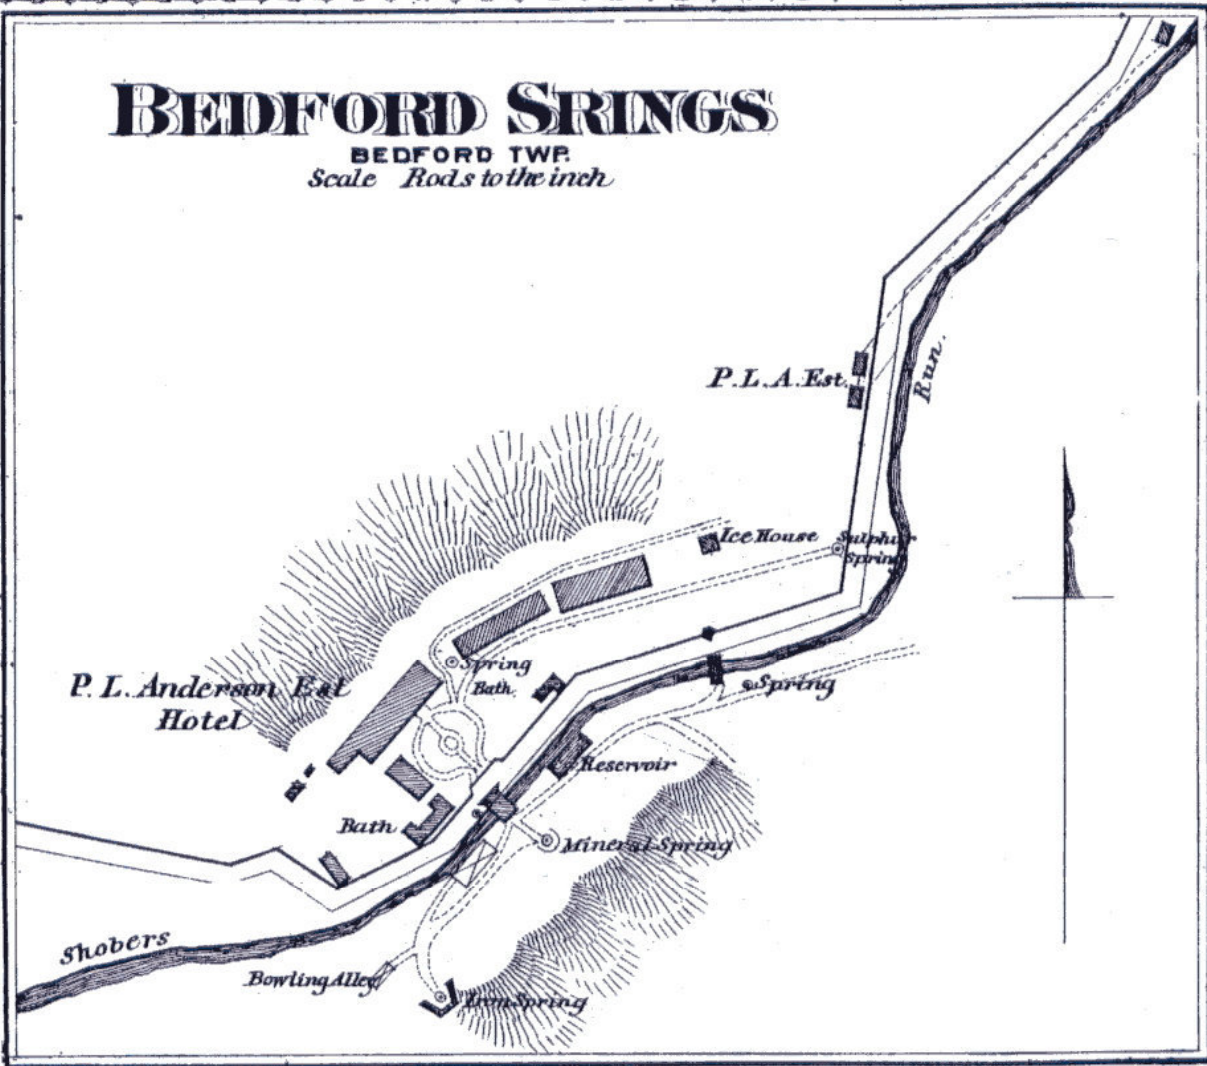 BEDFORD SRINGS
BEDFORD TWP.
Scale Rods to the inch
Run.
P.L.A. Est.
Ice House
Sulphur
Spring
Spring
Bath
P. L. Anderson Est
Hotel
Spring
Reservoir
Bath
Mineral Spring
Shobers
Bowling Alley
Iron Spring